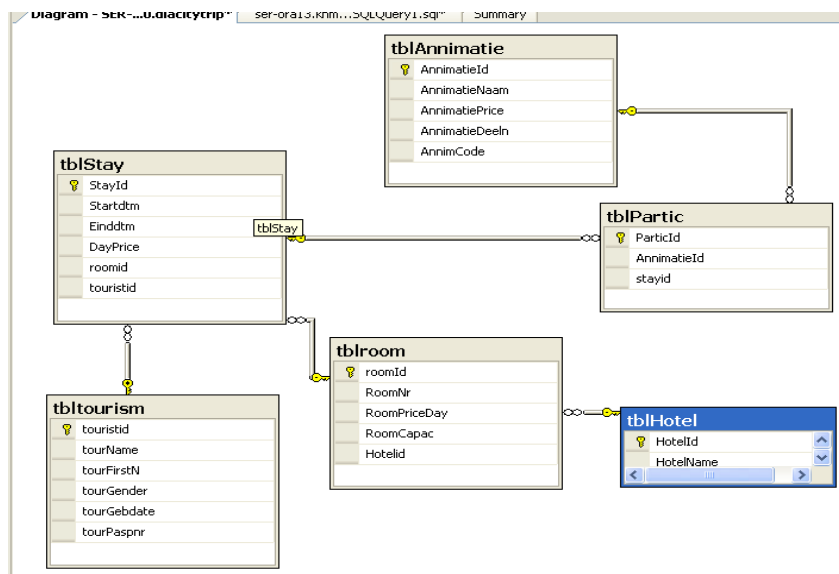 Diagram - SER-...0.diacitytrip*
ser-ora13.khm...SQLQuery1.sql*
Summary
tblAnnimatie
AnnimatieId
AnnimatieNaam
AnnimatiePrice
AnnimatieDeeln
AnnimCode
tblStay
StayId
Startdtm
Einddtm
DayPrice
roomid
touristid
tblStay
tblPartic
ParticId
AnnimatieId
stayid
tblroom
roomId
RoomNr
RoomPriceDay
RoomCapac
Hotelid
tblHotel
HotelId
HotelName
tbltourism
touristid
tourName
tourFirstN
tourGender
tourGebdate
tourPaspnr